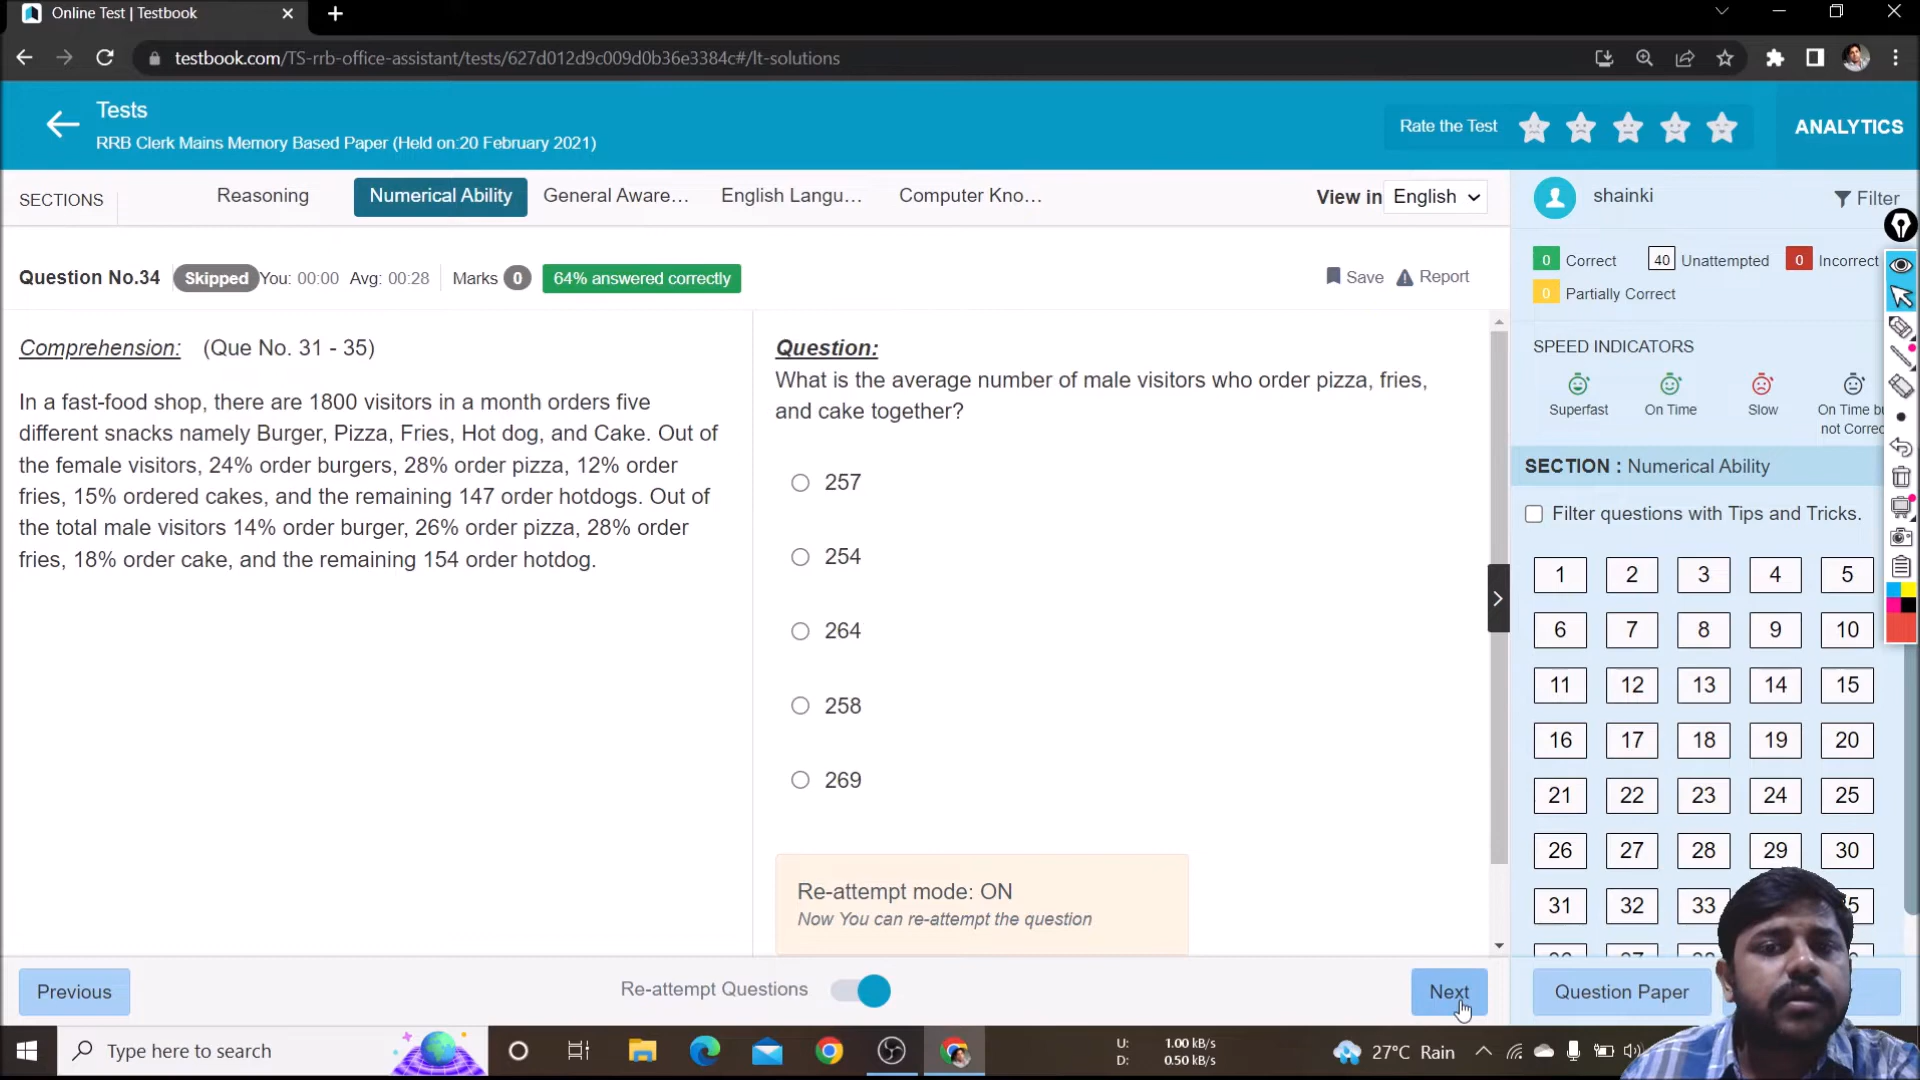 Online Test | Testbook
testbook.com/TS-rrb-office-assistant/tests/627d012d9c009d0b36e3384c#/lt-solutions
Tests
RRB Clerk Mains Memory Based Paper (Held on:20 February 2021)
Rate the Test
ANALYTICS
SECTIONS Reasoning Numerical Ability General Aware... English Langu... Computer Kno... View in English
shainki Filter
Question No.34 Skipped You: 00:00 Avg: 00:28 Marks 0 64% answered correctly Save Report
0 Correct 40 Unattempted 0 Incorrect
0 Partially Correct
Comprehension: (Que No. 31 - 35)
In a fast-food shop, there are 1800 visitors in a month orders five
different snacks namely Burger, Pizza, Fries, Hot dog, and Cake. Out of
the female visitors, 24% order burgers, 28% order pizza, 12% order
fries, 15% ordered cakes, and the remaining 147 order hotdogs. Out of
the total male visitors 14% order burger, 26% order pizza, 28% order
fries, 18% order cake, and the remaining 154 order hotdog.
Question:
What is the average number of male visitors who order pizza, fries,
and cake together?
257
254
264
258
269
Re-attempt mode: ON
Now You can re-attempt the question
SPEED INDICATORS
Superfast On Time Slow On Time bu
not Correc
SECTION : Numerical Ability
Filter questions with Tips and Tricks.
1 2 3 4 5
6 7 8 9 10
11 12 13 14 15
16 17 18 19 20
21 22 23 24 25
26 27 28 29 30
31 32 33
Previous Re-attempt Questions Next Question Paper
Type here to search
U: 1.00 kB/s
D: 0.50 kB/s
27°C Rain